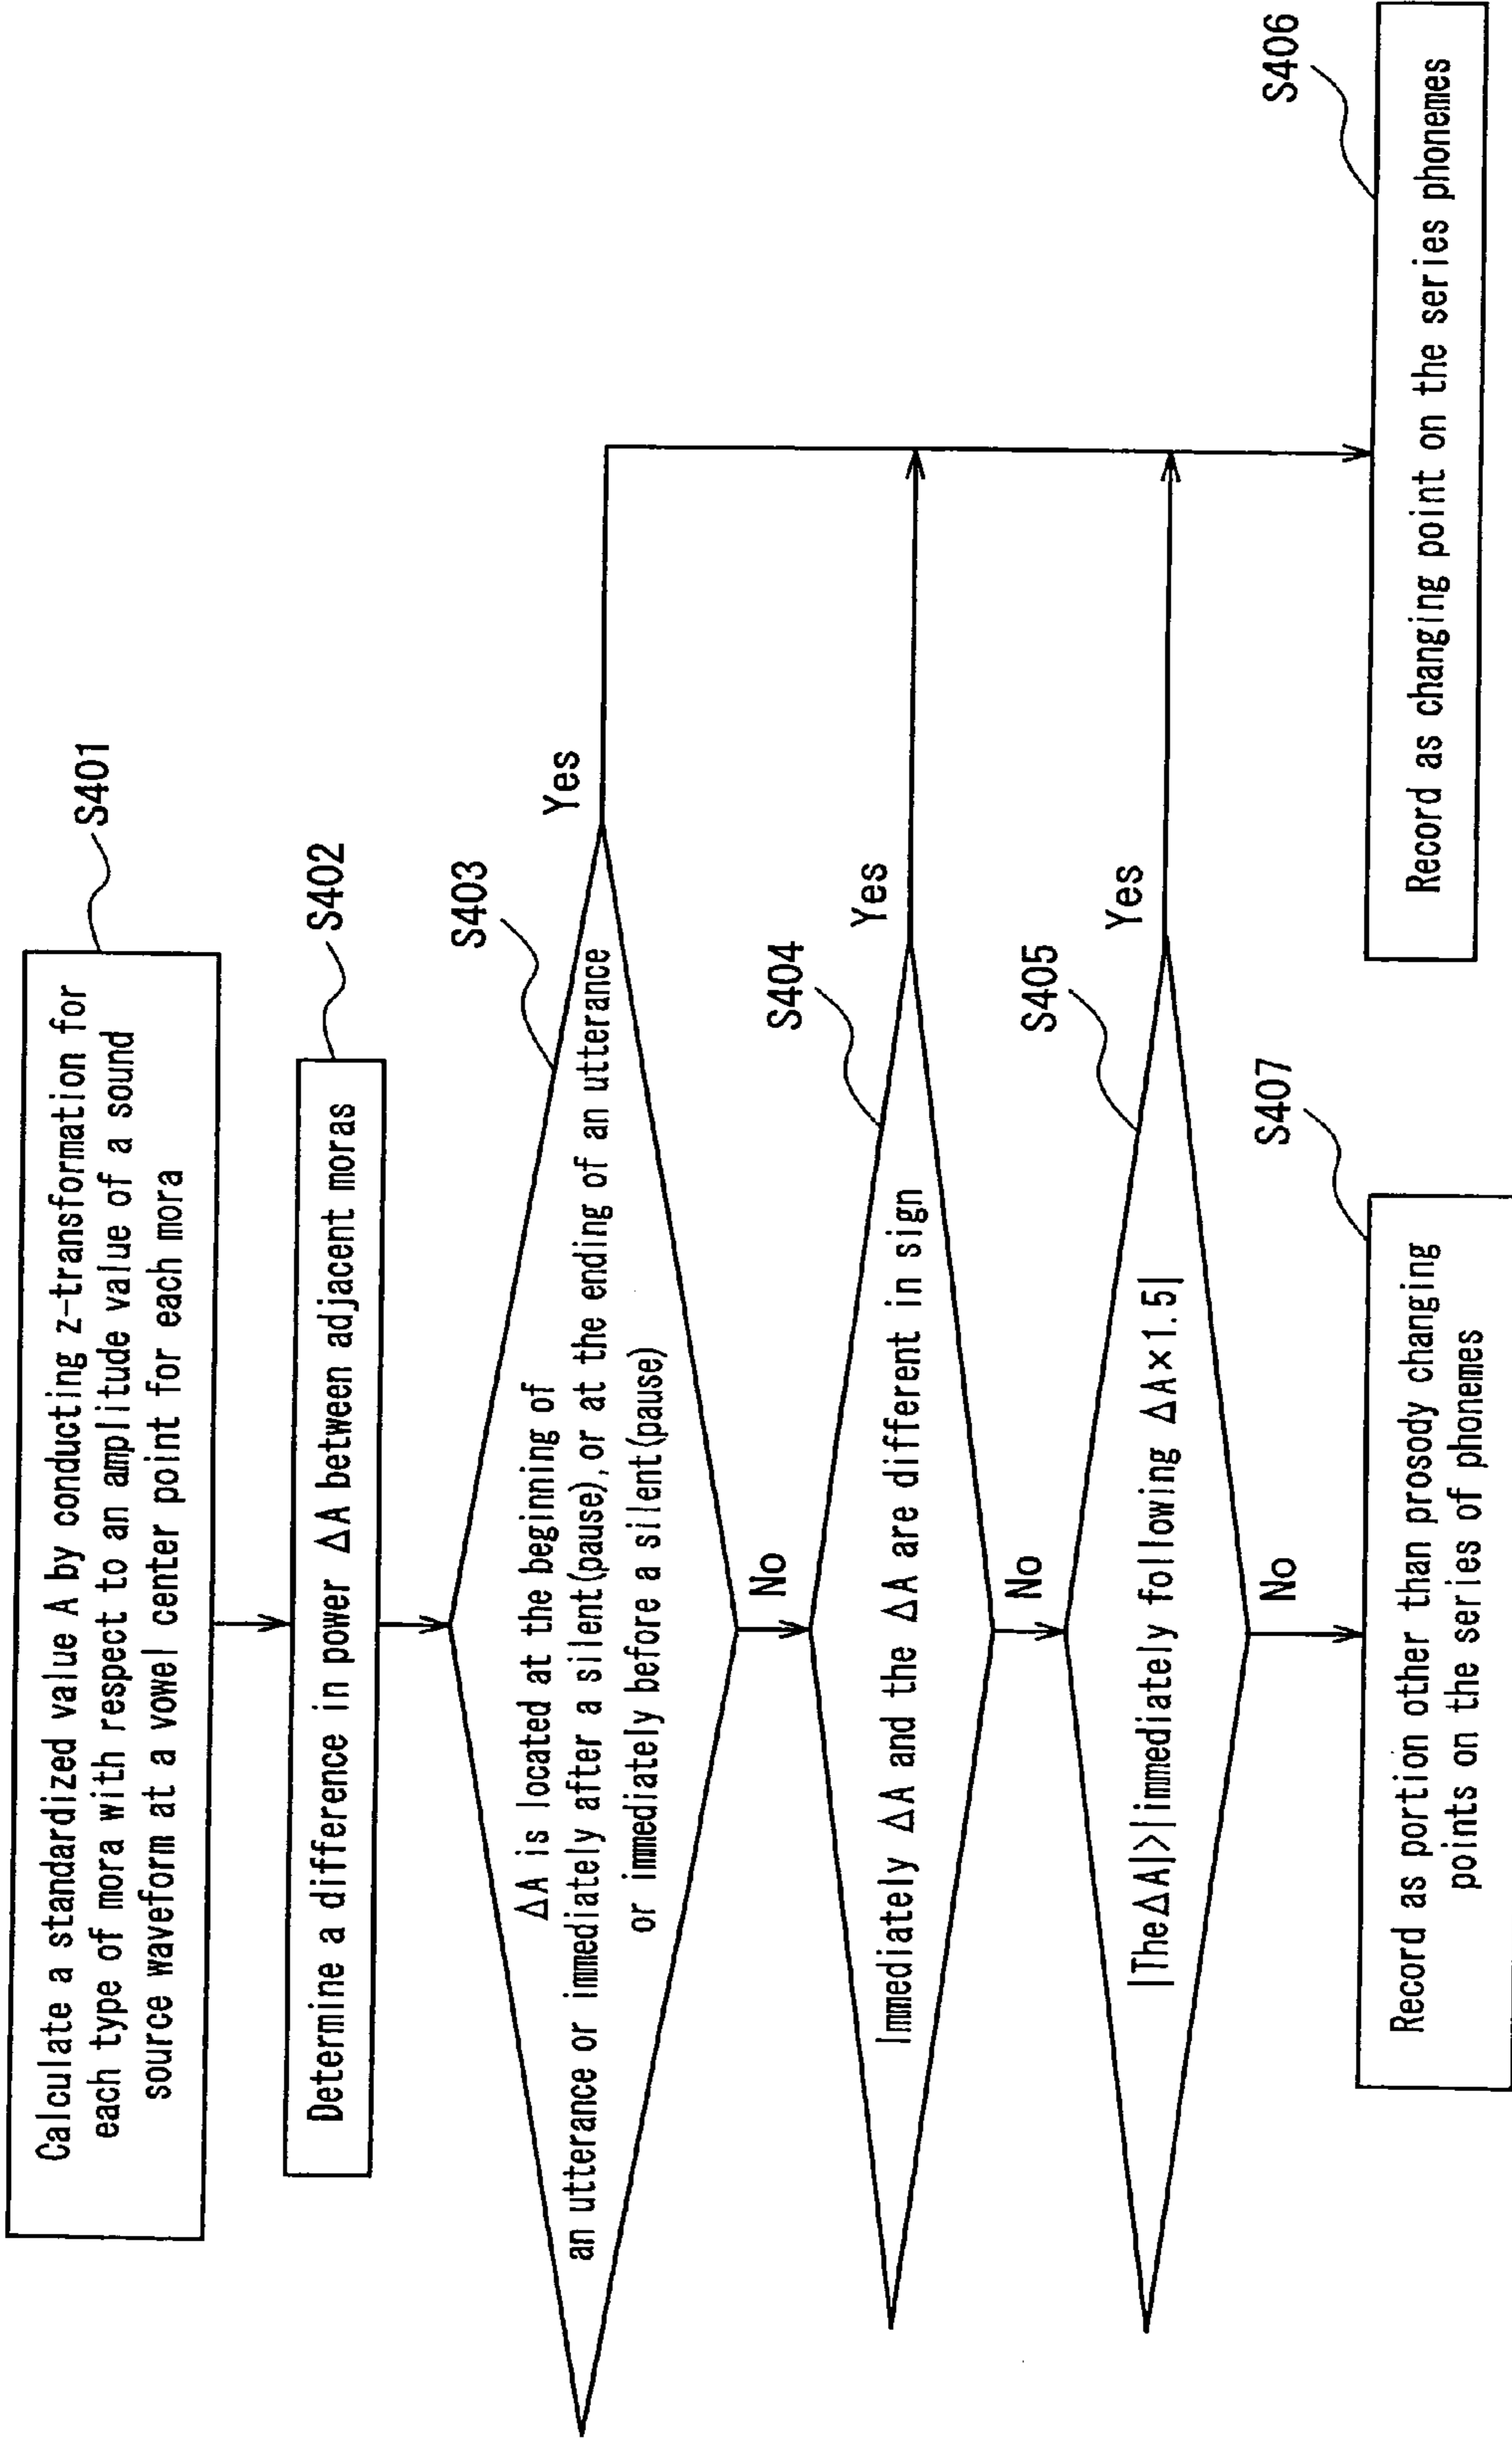 Calculate a standardized value A by conducting z-transformation for
each type of mora with respect to an amplitude value of a sound
source waveform at a vowel center point for each mora
S401
Determine a difference in power ΔA between adjacent moras
S402
ΔA is located at the beginning of
an utterance or immediately after a silent(pause), or at the ending of an utterance
or immediately before a silent(pause)
S403
Yes
No
Immediately ΔA and the ΔA are different in sign
S404
Yes
No
|The ΔA|>|immediately following ΔA×1.5|
S405
Yes
No
Record as changing point on the series phonemes
S406
Record as portion other than prosody changing
points on the series of phonemes
S407